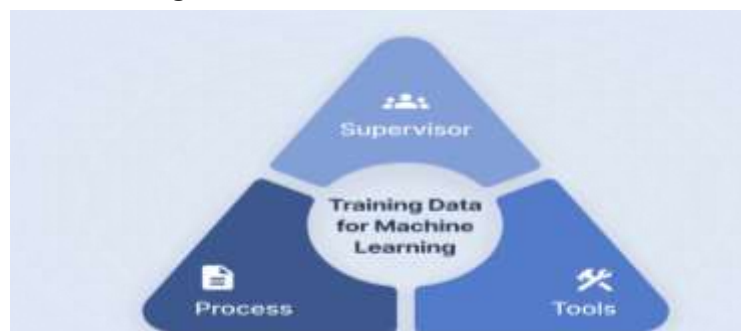 Supervisor
Training Data
for Machine
Learning
Process
Tools